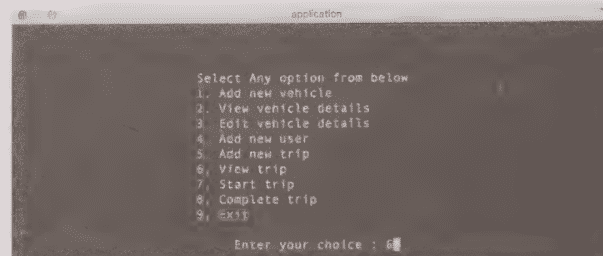 application
Select Any option from below
1. Add new vehicle
2. View vehicle details
3. Edit vehicle details
4. Add new user
5. Add new trip
6. View trip
7. Start trip
8. Complete trip
9. Exit
Enter your choice : 6